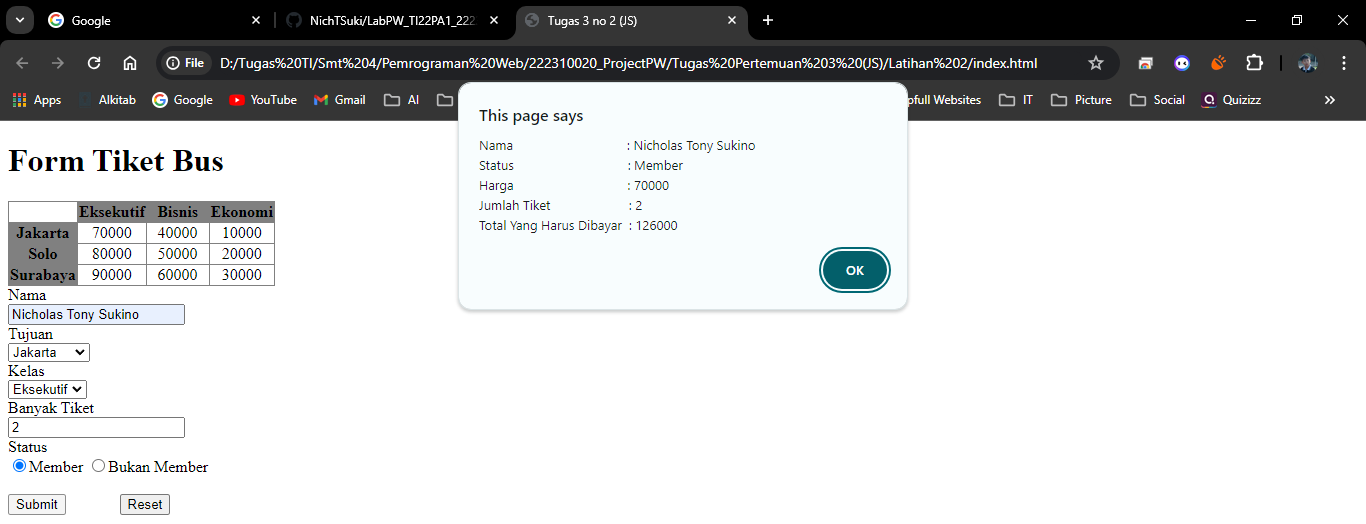 Google
NichTSuki/LabPW_TI22PA1_222
Tugas 3 no 2 (JS)
File
D:/Tugas%20TI/Smt%204/Pemrograman%20Web/222310020_ProjectPW/Tugas%20Pertemuan%203%20(JS)/Latihan%202/index.html
Apps
Alkitab
Google
YouTube
Gmail
AI
pfull Websites
IT
Picture
Social
Quizizz
This page says
Nama : Nicholas Tony Sukino
Status : Member
Harga : 70000
Jumlah Tiket : 2
Total Yang Harus Dibayar : 126000
OK
Form Tiket Bus
Eksekutif Bisnis Ekonomi
Jakarta 70000 40000 10000
Solo 80000 50000 20000
Surabaya 90000 60000 30000
Nama
Nicholas Tony Sukino
Tujuan
Jakarta
Kelas
Eksekutif
Banyak Tiket
2
Status
Member Bukan Member
Submit Reset